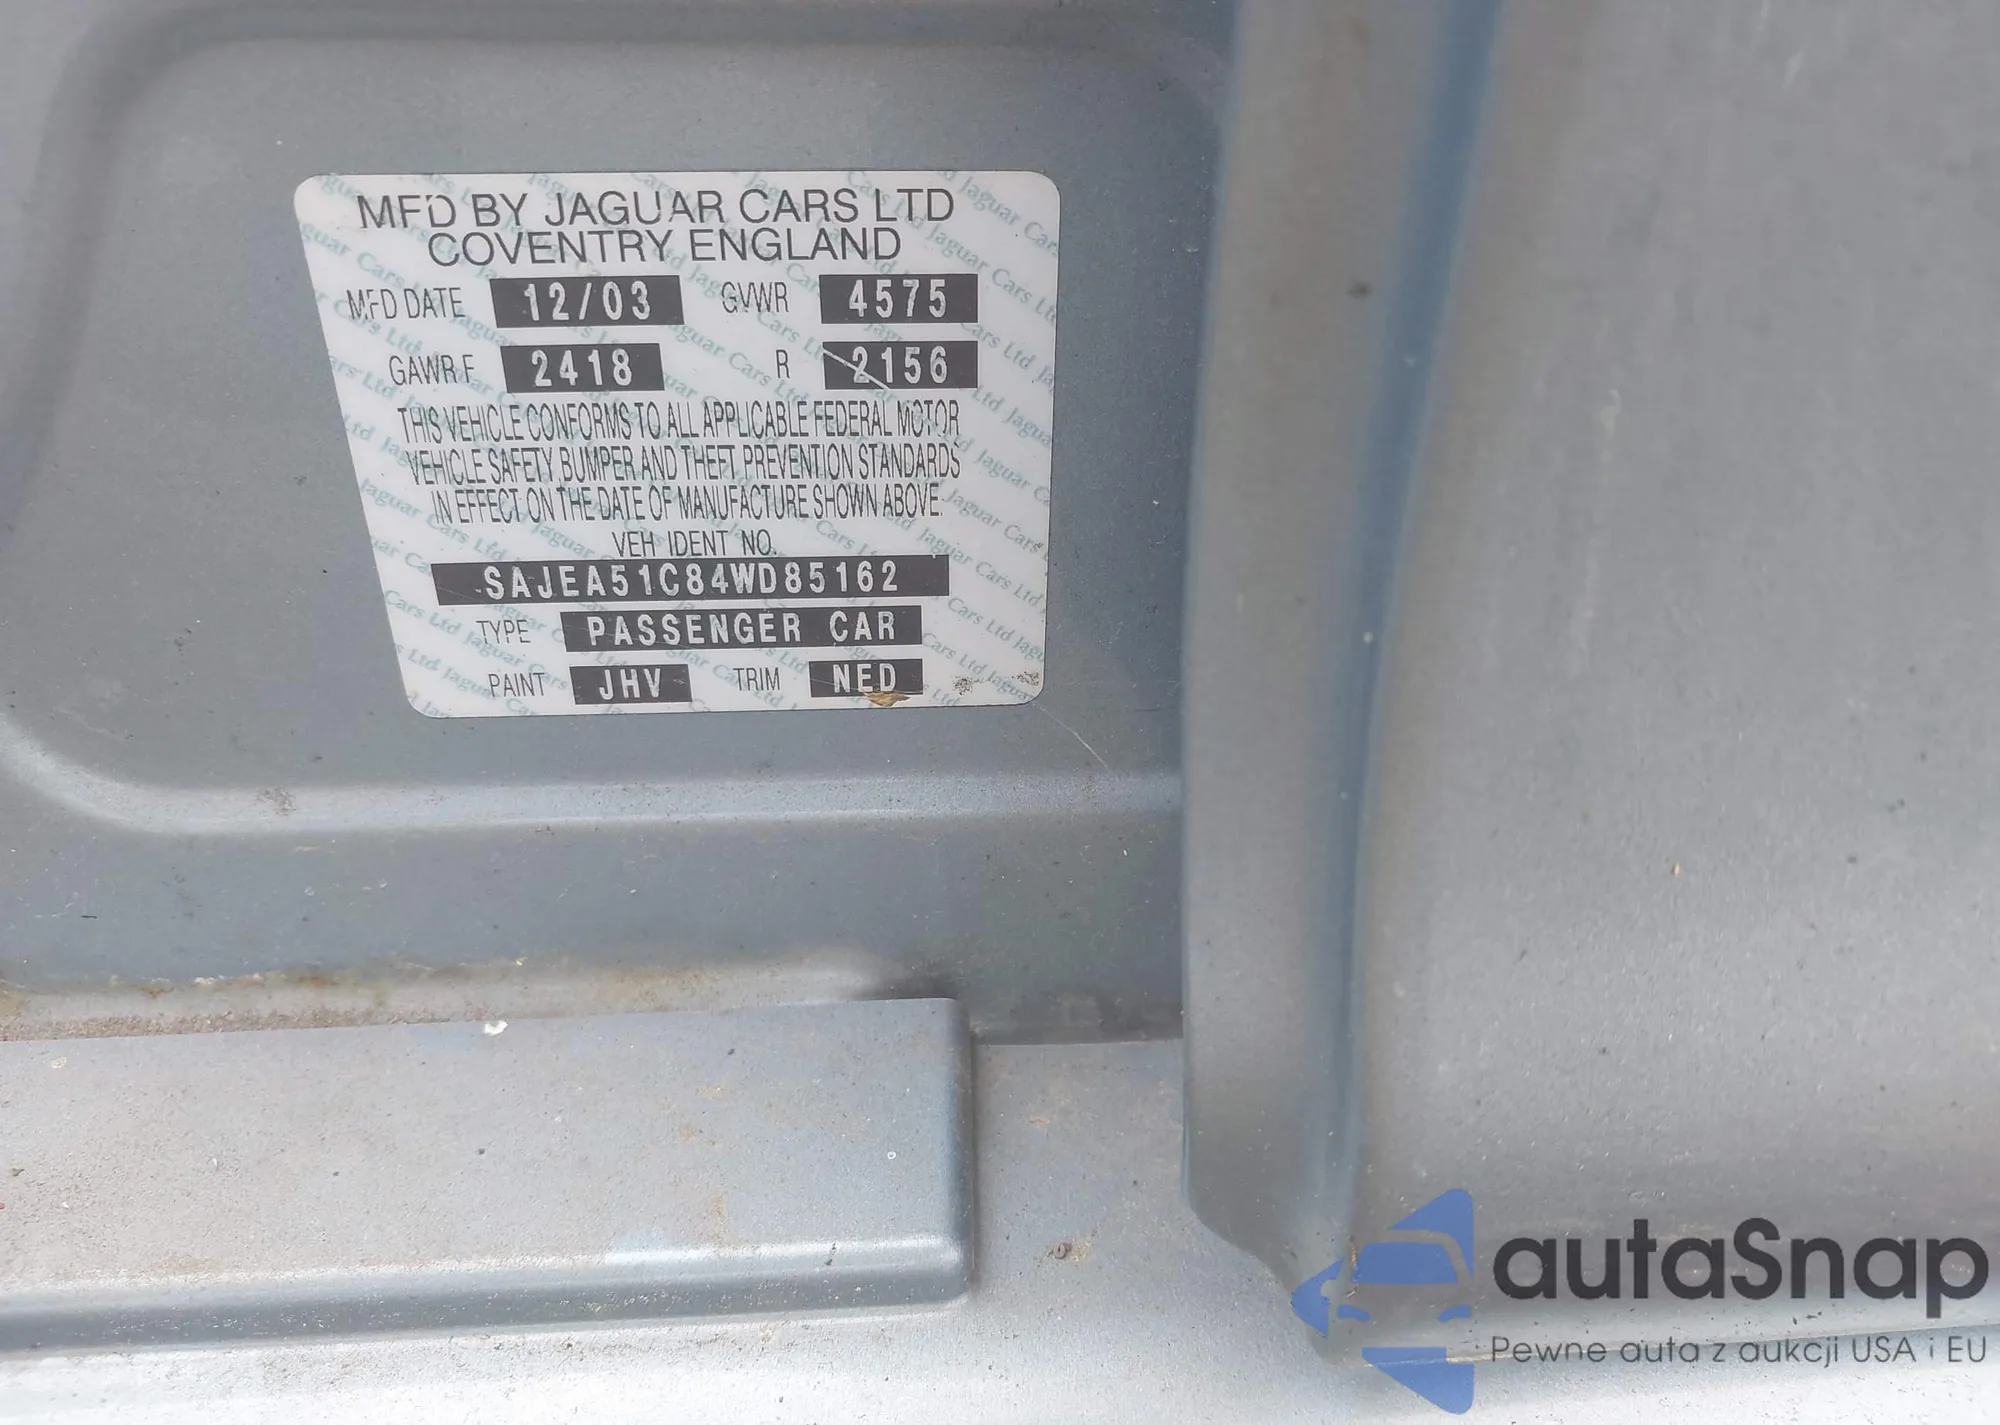 MFD BY JAGUAR CARS LTD
COVENTRY ENGLAND
MFD DATE 12/03 GVWR 4575
GAWR F 2418 R 2156
THIS VEHICLE CONFORMS TO ALL APPLICABLE FEDERAL MOTOR
VEHICLE SAFETY, BUMPER AND THEFT PREVENTION STANDARDS
IN EFFECT ON THE DATE OF MANUFACTURE SHOWN ABOVE.
VEH IDENT NO.
SAJEA51C84WD85162
TYPE PASSENGER CAR
PAINT JHV TRIM NED
autaSnap
Pewne auta z aukcji USA i EU